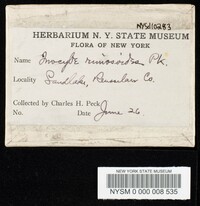 NYSf10283
HERBARIUM N. Y. STATE MUSEUM
FLORA OF NEW YORK
Name Inocybe rimosoides Pk.
Locality Sandlake, Rensselaer Co.
Collected by Charles H. Peck
No. Date June 26
NEW YORK STATE MUSEUM
NYSM 0 000 008 535